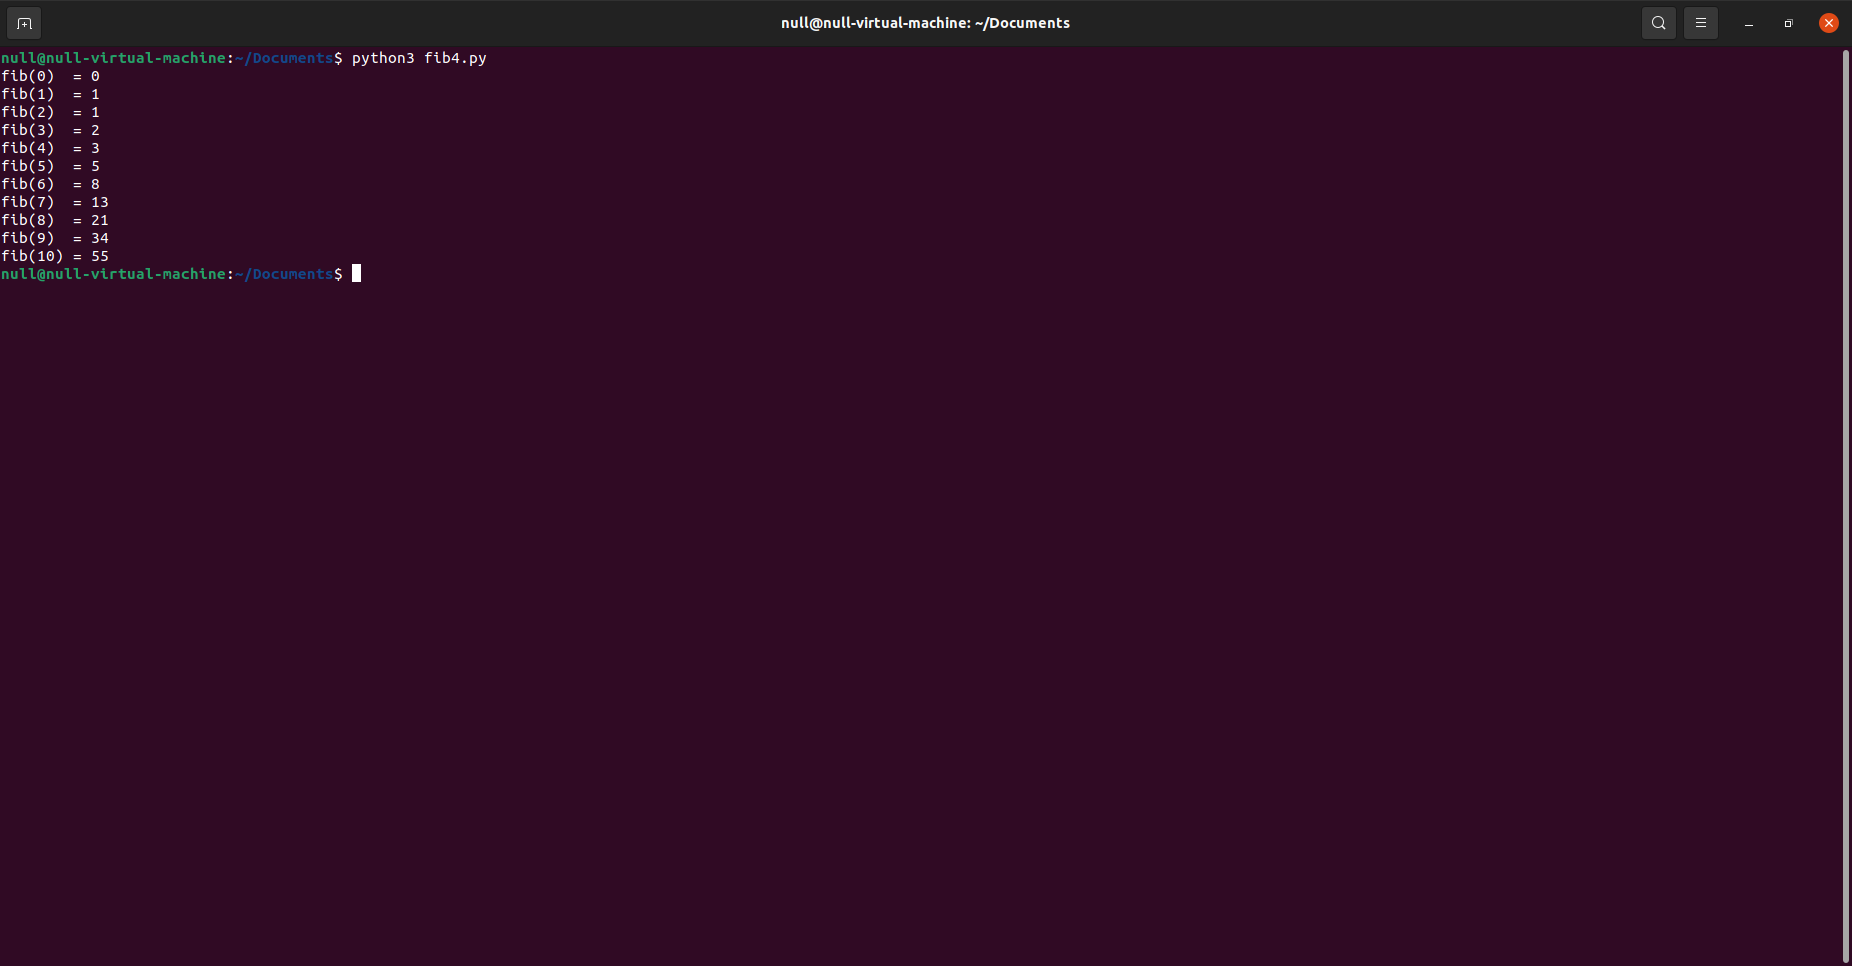 null@null-virtual-machine: ~/Documents
null@null-virtual-machine:~/Documents$ python3 fib4.py
fib(0)  = 0
fib(1)  = 1
fib(2)  = 1
fib(3)  = 2
fib(4)  = 3
fib(5)  = 5
fib(6)  = 8
fib(7)  = 13
fib(8)  = 21
fib(9)  = 34
fib(10) = 55
null@null-virtual-machine:~/Documents$